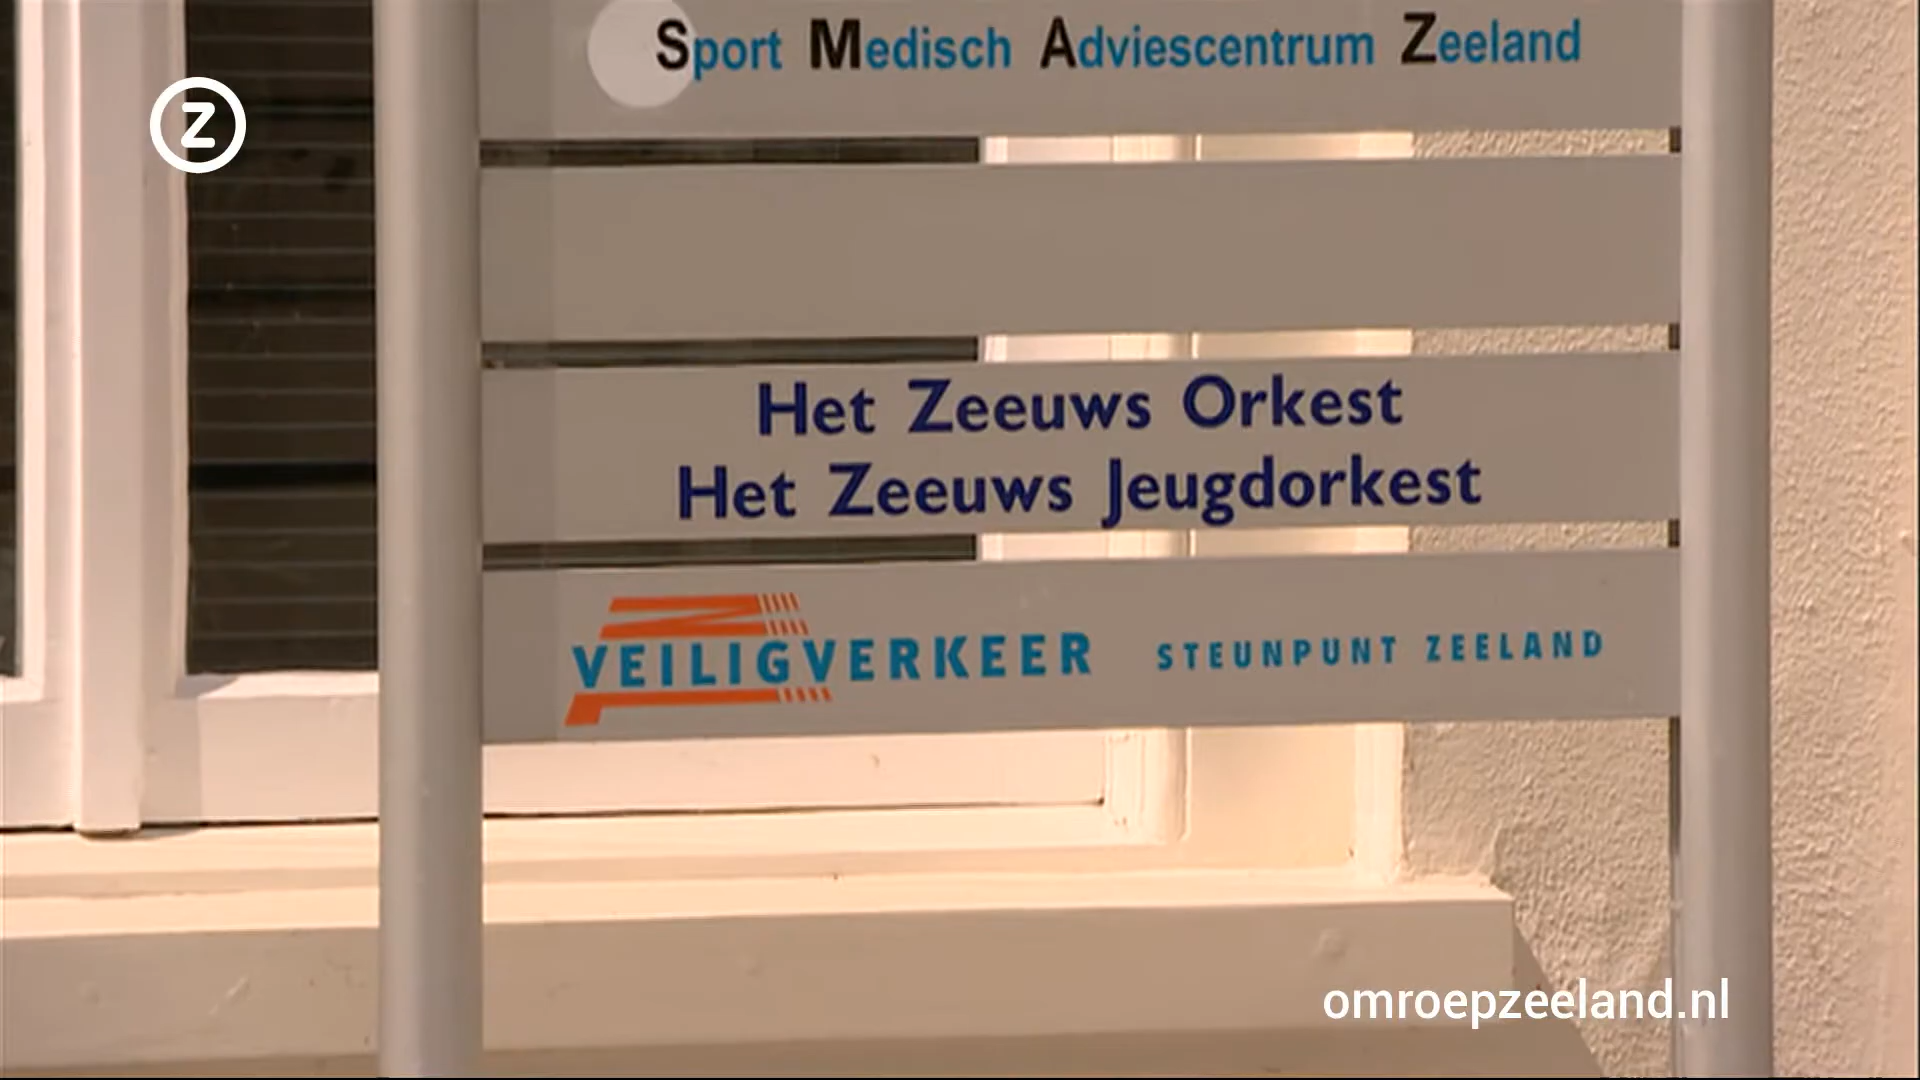 Sport Medisch Adviescentrum Zeeland
Z
Het Zeeuws Orkest
Het Zeeuws Jeugdorkest
VEILIGVERKEER STEUNPUNT ZEELAND
omroepzeeland.nl